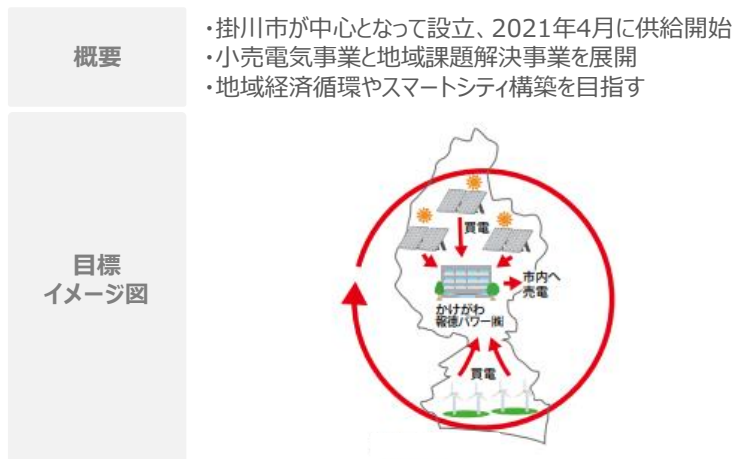 概要
・掛川市が中心となって設立、2021年4月に供給開始
・小売電気事業と地域課題解決事業を展開
・地域経済循環やスマートシティ構築を目指す
目標
イメージ図
買電
市内へ
売電
かけがわ
報徳パワー㈱
買電